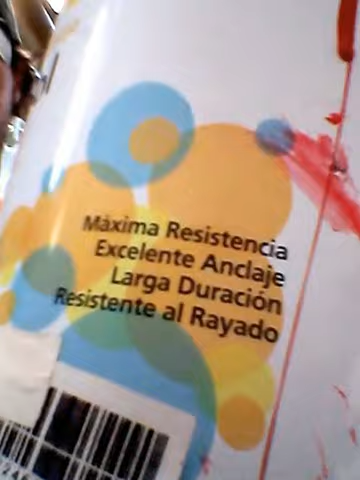 Máxima Resistencia
Excelente Anclaje
Larga Duración
Resistente al Rayado